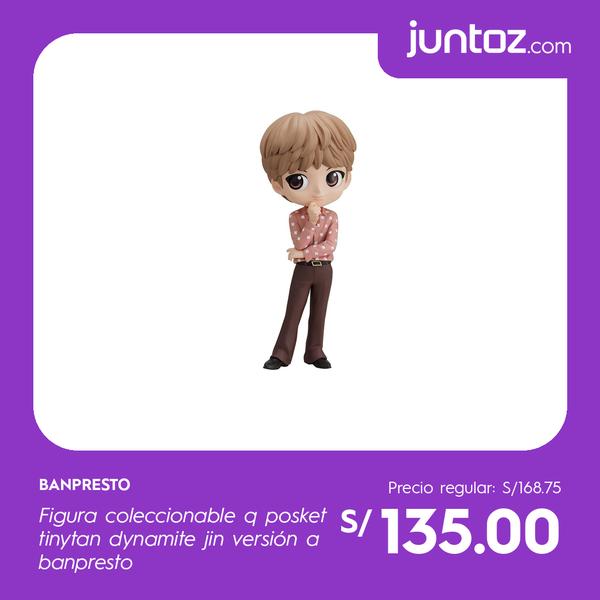 juntoz.com
BANPRESTO
Figura coleccionable q posket
tinytan dynamite jin versión a
banpresto
Precio regular: S/168.75
S/135.00